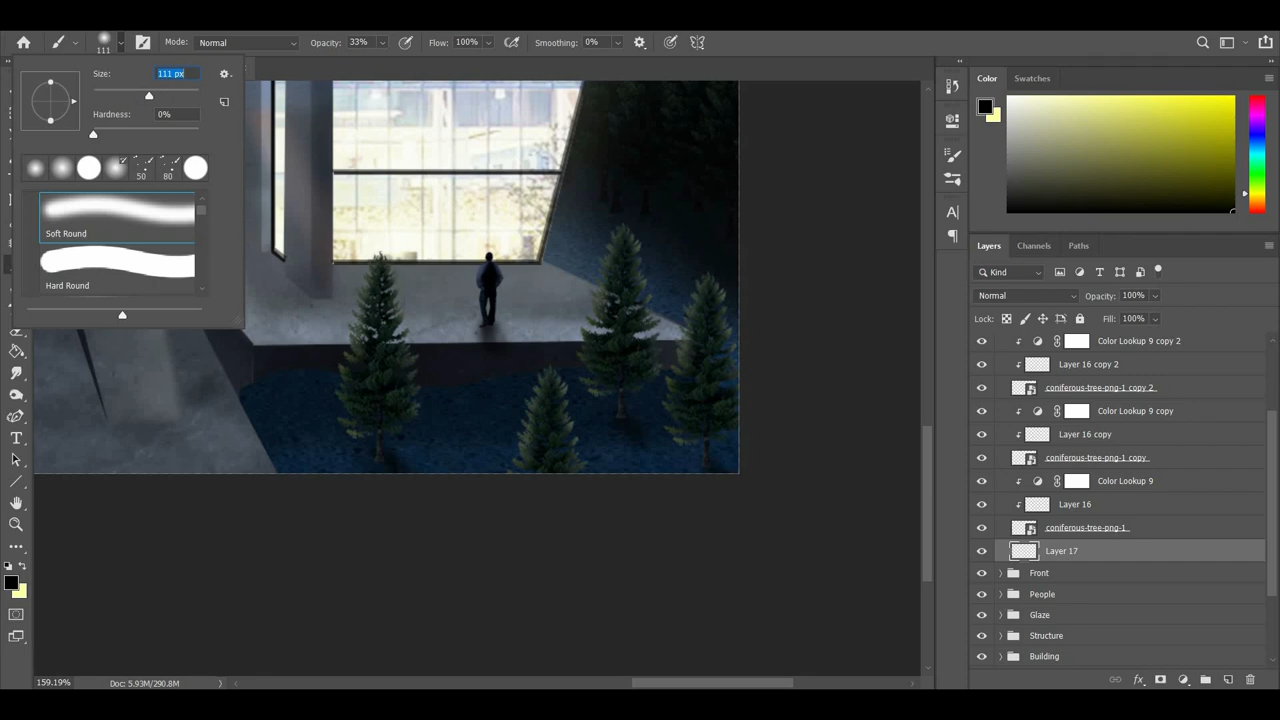 111
Mode: Normal
Opacity: 33%
Flow: 100%
Smoothing: 0%
Size: 111 px
Hardness: 0%
50
80
Soft Round
Hard Round
Color
Swatches
Layers
Channels
Paths
Kind
Normal
Opacity: 100%
Lock:
Fill: 100%
Color Lookup 9 copy 2
Layer 16 copy 2
coniferous-tree-png-1 copy 2
Color Lookup 9 copy
Layer 16 copy
coniferous-tree-png-1 copy
Color Lookup 9
Layer 16
coniferous-tree-png-1
Layer 17
Front
People
Glaze
Structure
Building
159.19%
Doc: 5.93M/290.8M